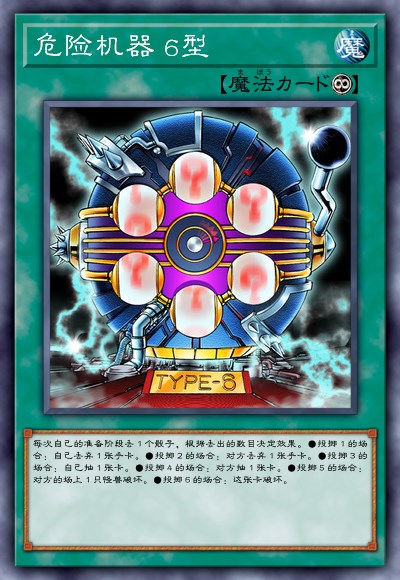 危险机器 6型
魔
【魔法カード】
まほう
TYPE-6
每次自己的准备阶段丢1个骰子。根据丢出的数目决定效果。●投掷1的场
合：自己丢弃1张手卡。●投掷2的场合：对方丢弃1张手卡。●投掷3的
场合：自己抽1张卡。●投掷4的场合：对方抽1张卡。●投掷5的场合：
对方的场上1只怪兽破坏。●投掷6的场合：这张卡破坏。